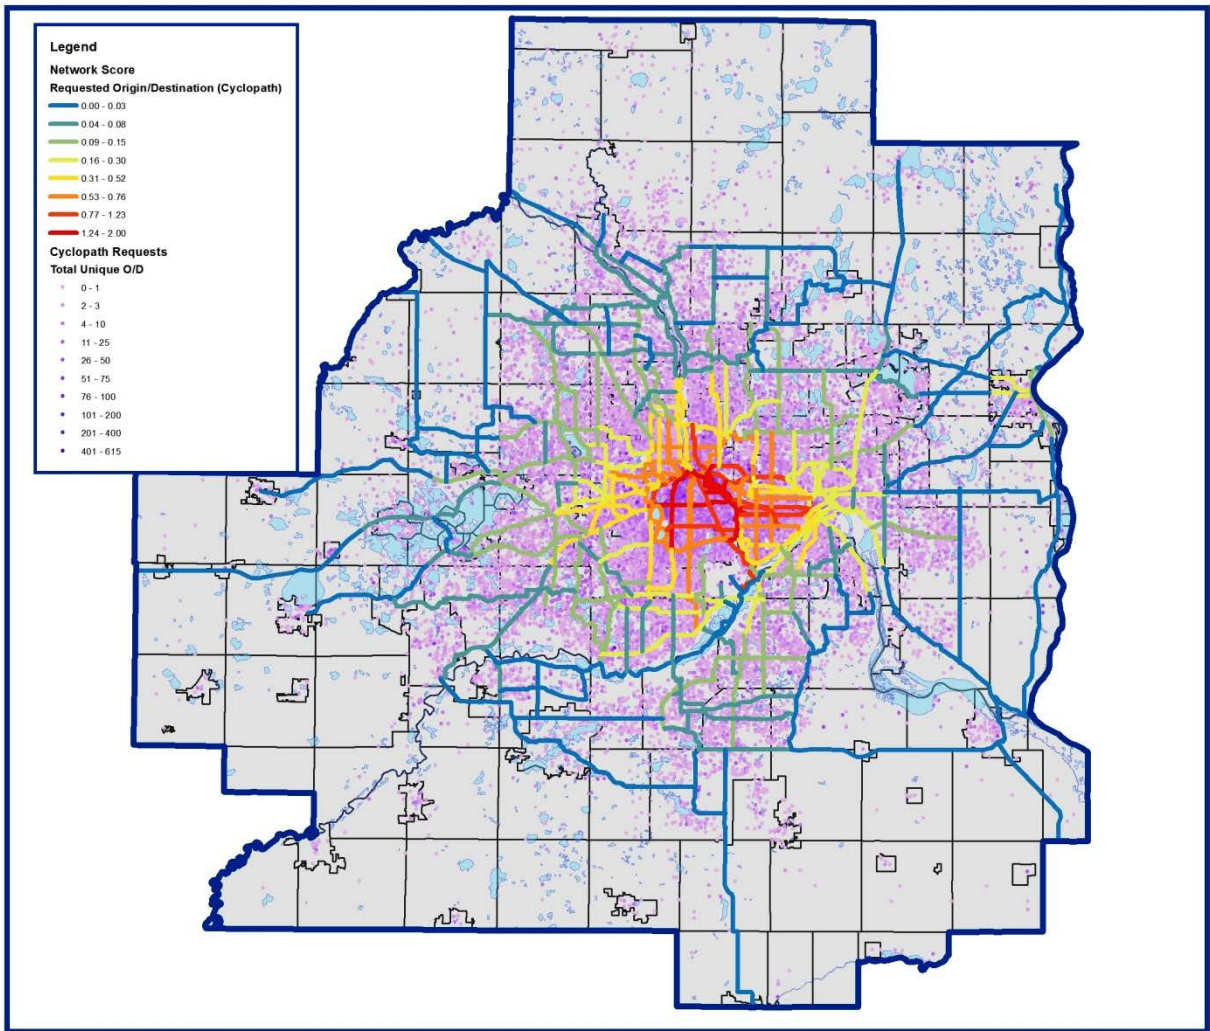 Legend
Network Score
Requested Origin/Destination (Cyclopath)
0.00 - 0.03
0.04 - 0.08
0.09 - 0.15
0.16 - 0.30
0.31 - 0.52
0.53 - 0.76
0.77 - 1.23
1.24 - 2.00
Cyclopath Requests
Total Unique O/D
0 - 1
2 - 3
4 - 10
11 - 25
26 - 50
51 - 75
76 - 100
101 - 200
201 - 400
401 - 615